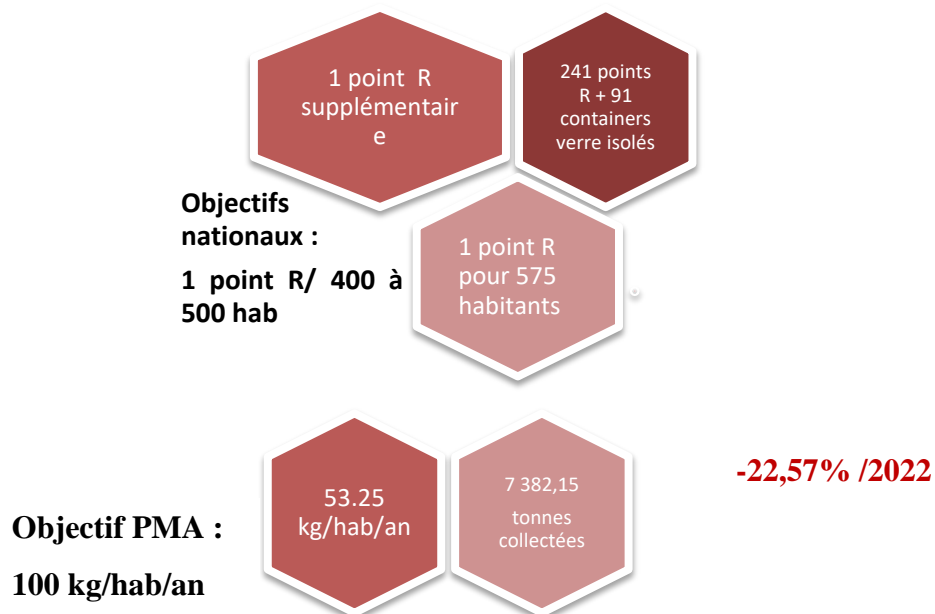 1 point R
supplémentair
e
241 points
R + 91
containers
verre isolés
Objectifs
nationaux :
1 point R/ 400 à
500 hab
1 point R
pour 575
habitants
53.25
kg/hab/an
7 382,15
tonnes
collectées
-22,57% /2022
Objectif PMA :
100 kg/hab/an